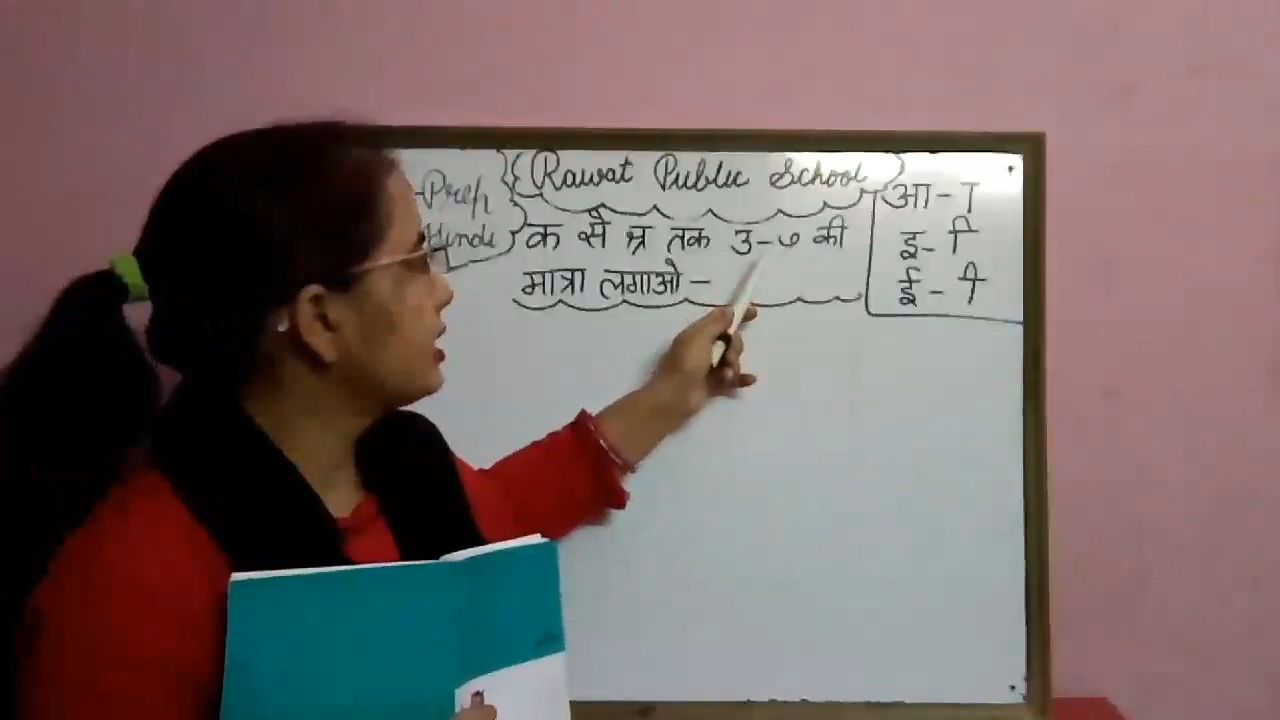 Rawat Public School
Prep
Hindi
क से ज्ञ तक उ- ु की
मात्रा लगाओ -
आ - ा
इ - ि
ई - ी